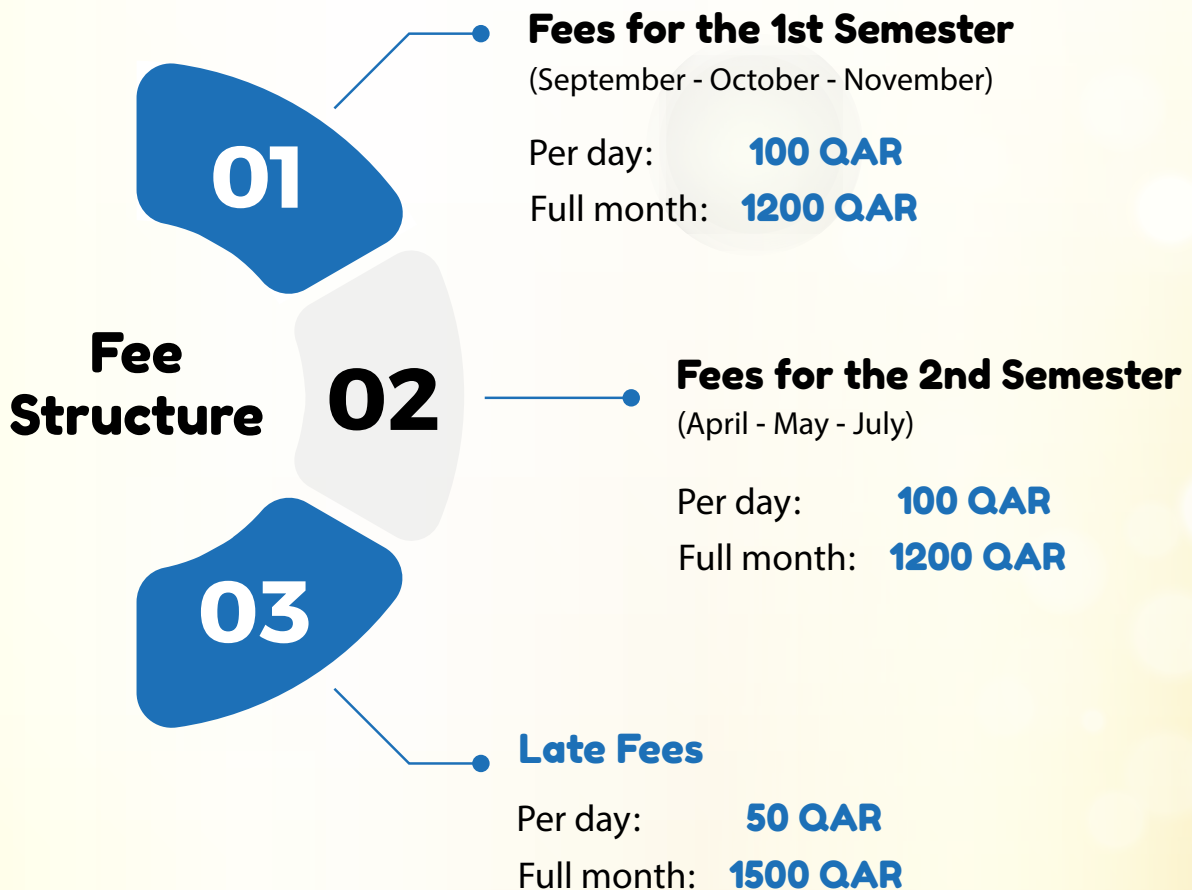 Fee
Structure
01
Fees for the 1st Semester
(September - October - November)
Per day: 100 QAR
Full month: 1200 QAR
02
Fees for the 2nd Semester
(April - May - July)
Per day: 100 QAR
Full month: 1200 QAR
03
Late Fees
Per day: 50 QAR
Full month: 1500 QAR